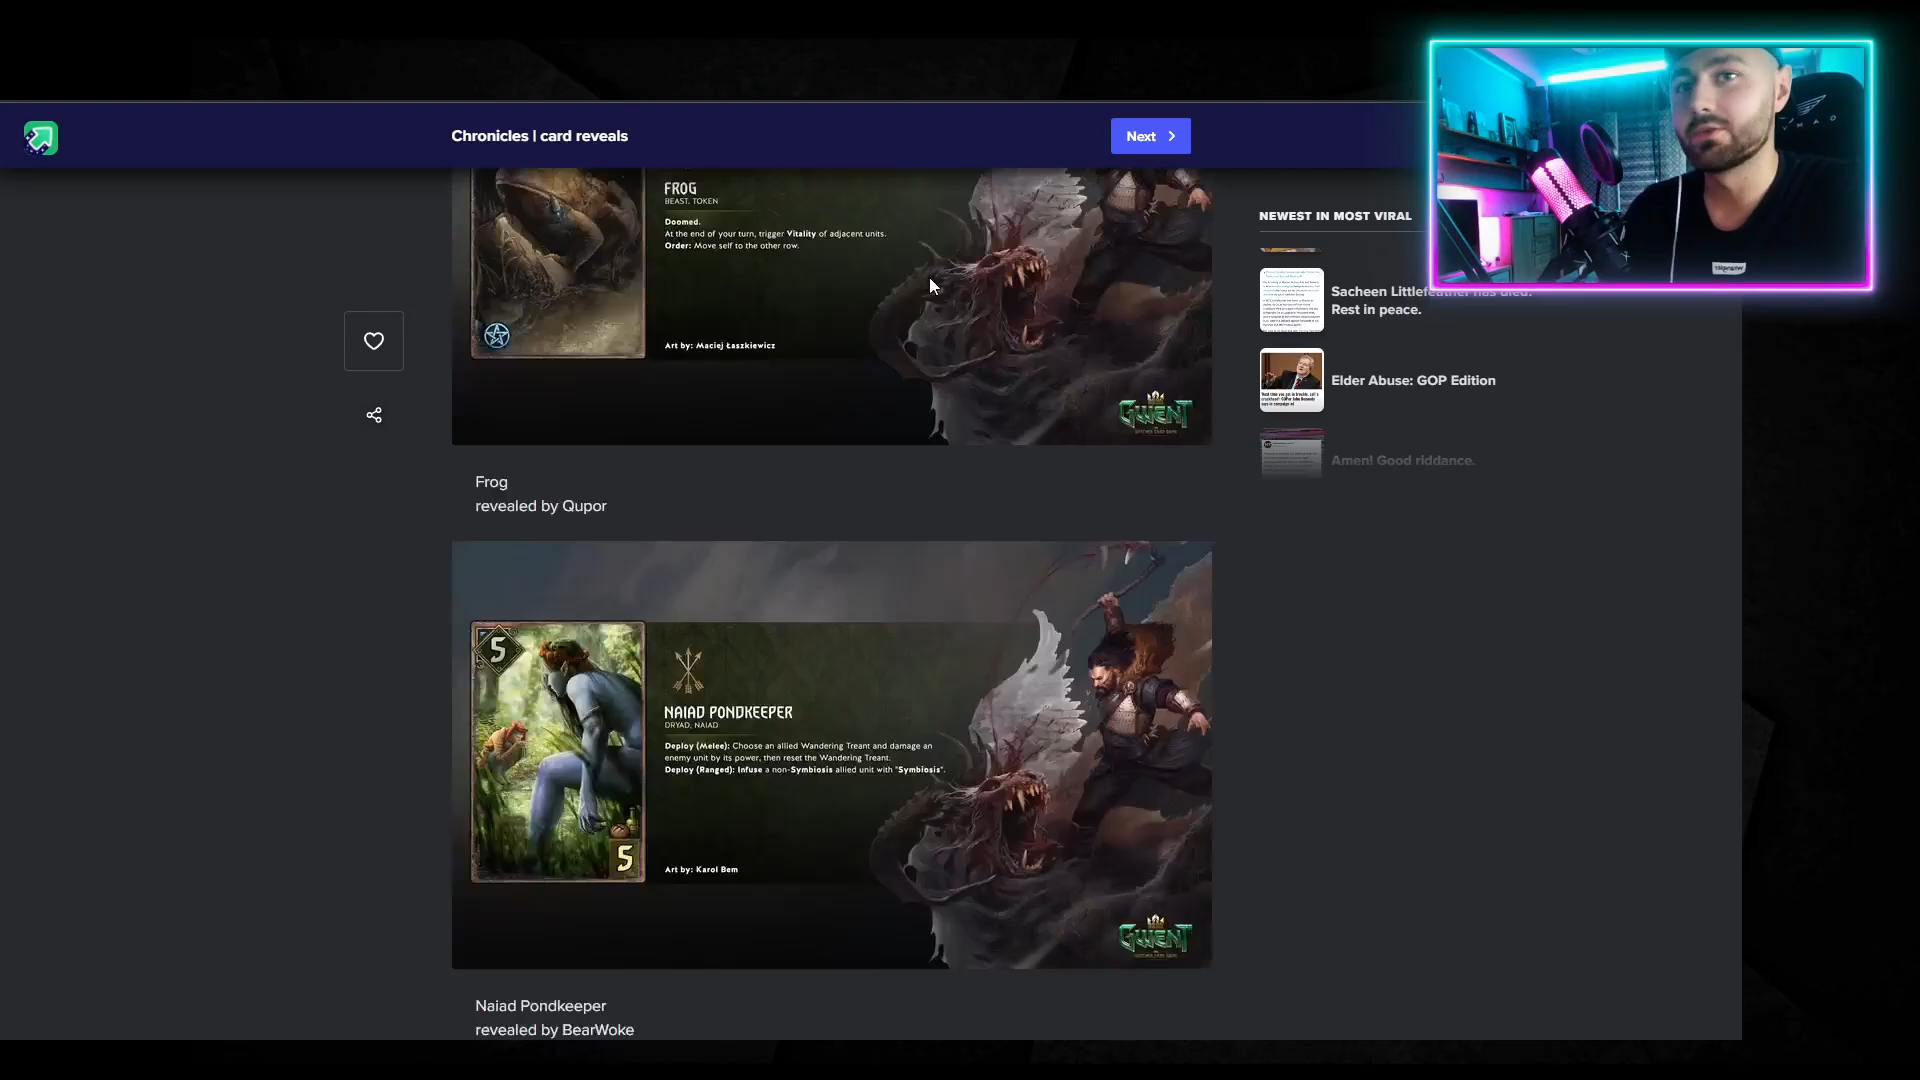 Chronicles | card reveals
Next
FROG
BEAST, TOKEN
Doomed.
At the end of your turn, trigger Vitality of adjacent units.
Order: Move self to the other row.
Art by: Maciej Łaszkiewicz
GWENT
Frog
revealed by Qupor
5
NAIAD PONDKEEPER
DRYAD, NAIAD
Deploy (Melee): Choose an allied Wandering Treant and damage an
enemy unit by its power, then reset the Wandering Treant.
Deploy (Ranged): Infuse a non-Symbiosis allied unit with "Symbiosis".
5
Art by: Karol Bem
GWENT
Naiad Pondkeeper
revealed by BearWoke
NEWEST IN MOST VIRAL
Sacheen Littlefeather has died.
Rest in peace.
Elder Abuse: GOP Edition
Amen! Good riddance.